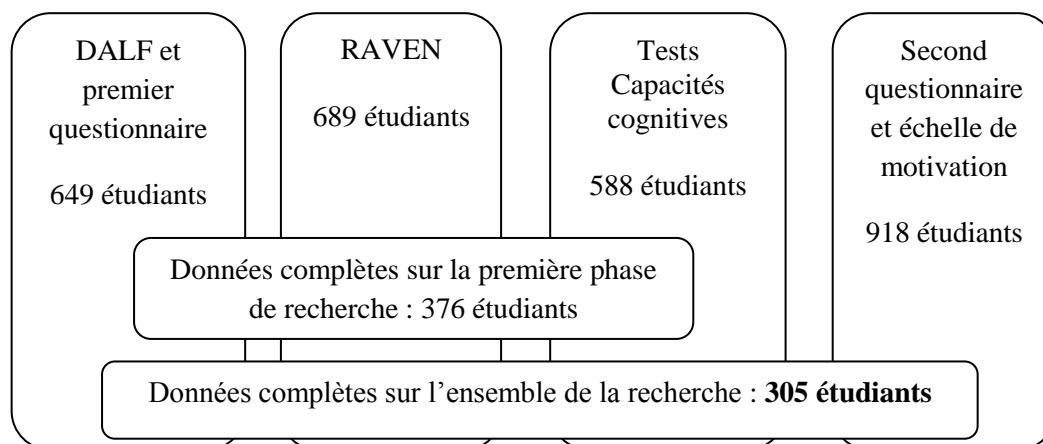 DALF et
premier
questionnaire
649 étudiants
RAVEN
689 étudiants
Tests
Capacités
cognitives
588 étudiants
Second
questionnaire
et échelle de
motivation
918 étudiants
Données complètes sur la première phase
de recherche : 376 étudiants
Données complètes sur l’ensemble de la recherche : 305 étudiants